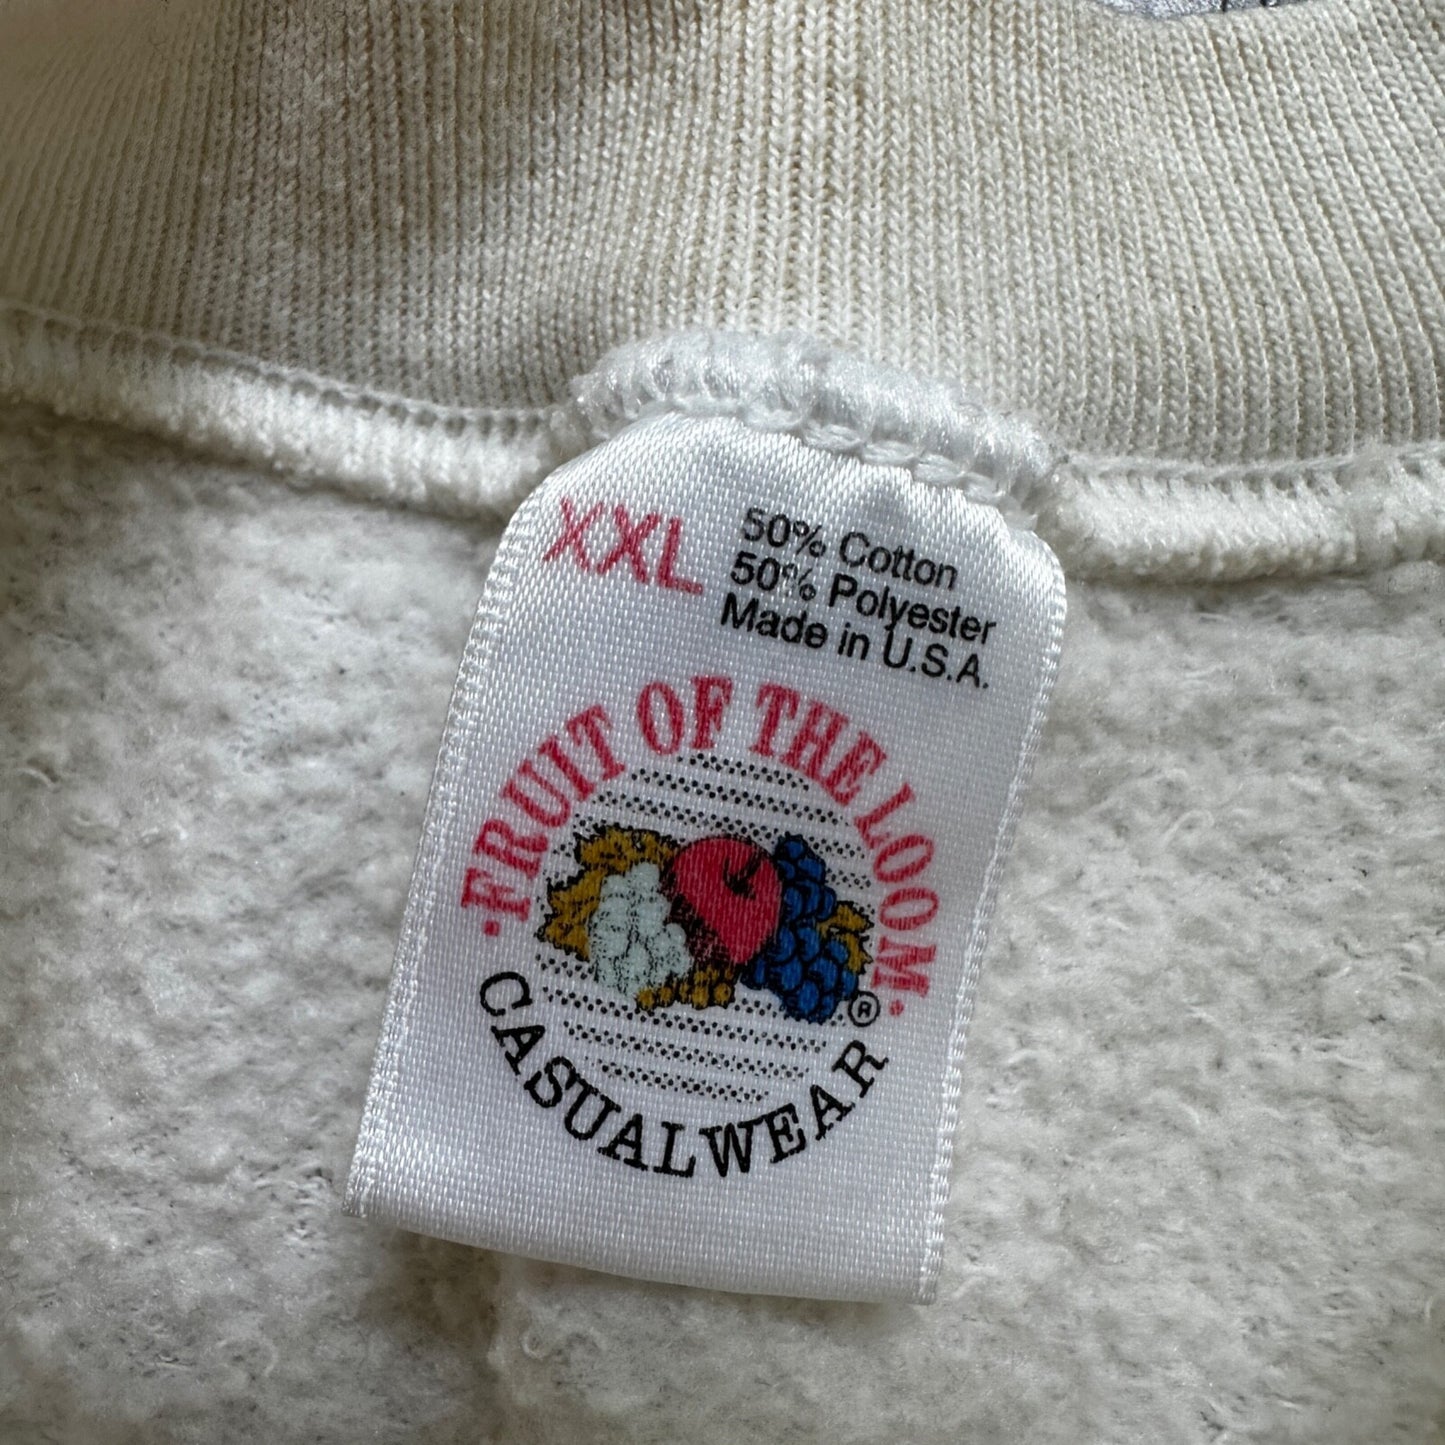 XXL
50% Cotton
50% Polyester
Made in U.S.A.
·FRUIT OF THE LOOM·
®
CASUALWEAR